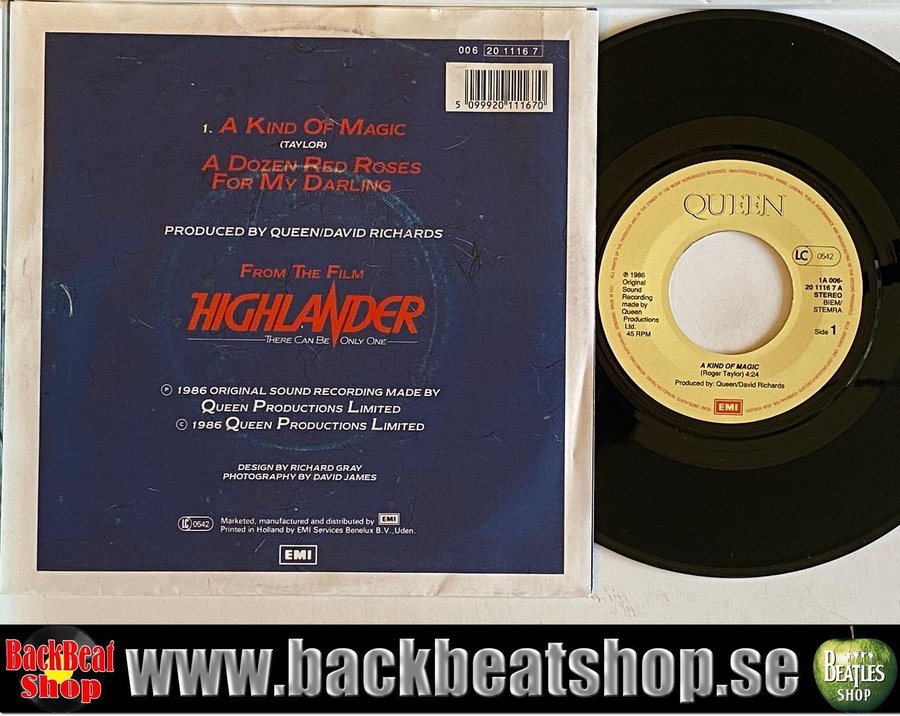 006 20 1116 7
5 099920 111670
1. A KIND OF MAGIC
(TAYLOR)
A DOZEN RED ROSES
FOR MY DARLING
PRODUCED BY QUEEN/DAVID RICHARDS
FROM THE FILM
HIGHLANDER
THERE CAN BE ONLY ONE
℗ 1986 ORIGINAL SOUND RECORDING MADE BY
QUEEN PRODUCTIONS LIMITED
© 1986 QUEEN PRODUCTIONS LIMITED
DESIGN BY RICHARD GRAY
PHOTOGRAPHY BY DAVID JAMES
LC 0542
Marketed, manufactured and distributed by EMI
Printed in Holland by EMI Services Benelux B.V., Uden.
EMI
QUEEN
LC 0542
℗ 1986
Original
Sound
Recording
made by
Queen
Productions
Ltd.
45 RPM
1A 006-
20 1116 7 A
STEREO
BIEM/
STEMRA
Side 1
A KIND OF MAGIC
(Roger Taylor) 4:24
Produced by: Queen/David Richards
EMI
BackBeat
Shop
www.backbeatshop.se
BEATLES
SHOP